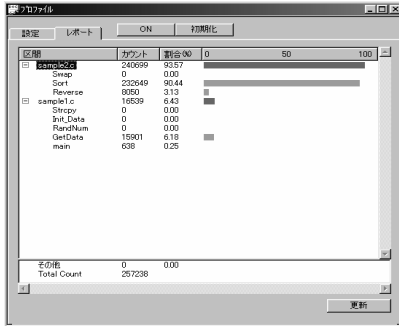 プロファイル
設定 レポート ON 初期化
区間 カウント 割合(%) 0 50 100
sample2.c 240699 93.57
Swap 0 0.00
Sort 232649 90.44
Reverse 8050 3.13
sample1.c 16539 6.43
Strcpy 0 0.00
Init_Data 0 0.00
RandNum 0 0.00
GetData 15901 6.18
main 638 0.25
その他 0 0.00
Total Count 257238
更新